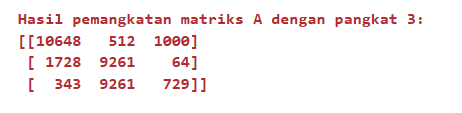 Hasil pemangkatan matriks A dengan pangkat 3:
[[10648   512  1000]
 [ 1728  9261    64]
 [  343  9261   729]]